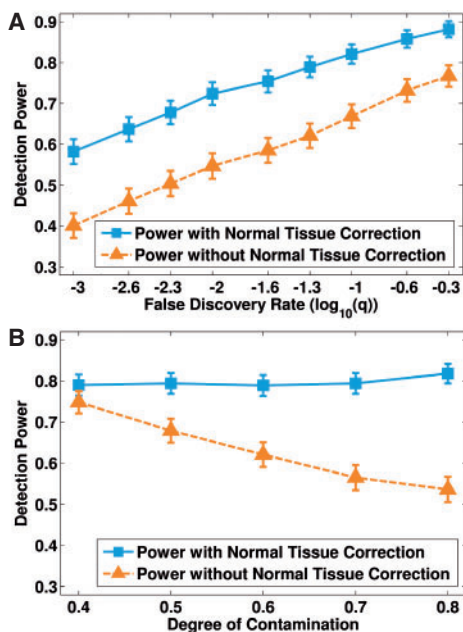 A
0.9
0.8
0.7
0.6
0.5
0.4
0.3
Detection Power
Power with Normal Tissue Correction
Power without Normal Tissue Correction
-3 -2.6 -2.3 -2 -1.6 -1.3 -1 -0.6 -0.3
False Discovery Rate (log10(q))
B
0.9
0.8
0.7
0.6
0.5
0.4
0.3
Detection Power
Power with Normal Tissue Correction
Power without Normal Tissue Correction
0.4 0.5 0.6 0.7 0.8
Degree of Contamination